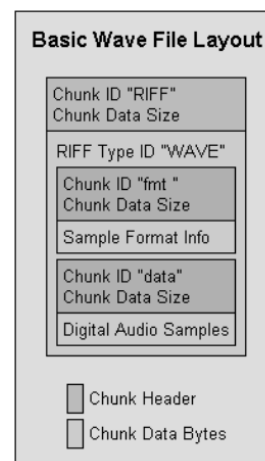 Basic Wave File Layout
Chunk ID "RIFF"
Chunk Data Size
RIFF Type ID "WAVE"
Chunk ID "fmt "
Chunk Data Size
Sample Format Info
Chunk ID "data"
Chunk Data Size
Digital Audio Samples
Chunk Header
Chunk Data Bytes